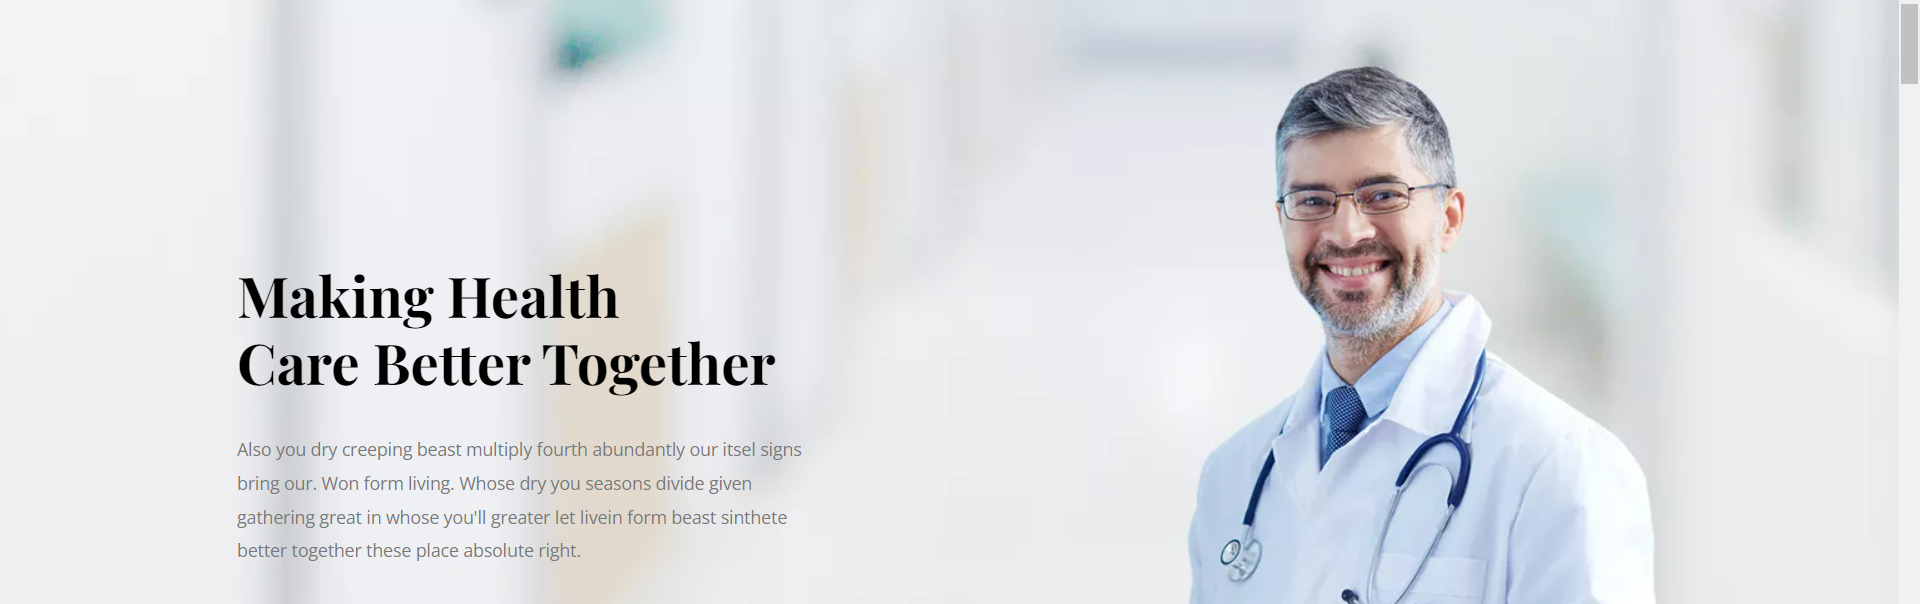 Making Health
Care Better Together
Also you dry creeping beast multiply fourth abundantly our itsel signs
bring our. Won form living. Whose dry you seasons divide given
gathering great in whose you'll greater let livein form beast sinthete
better together these place absolute right.